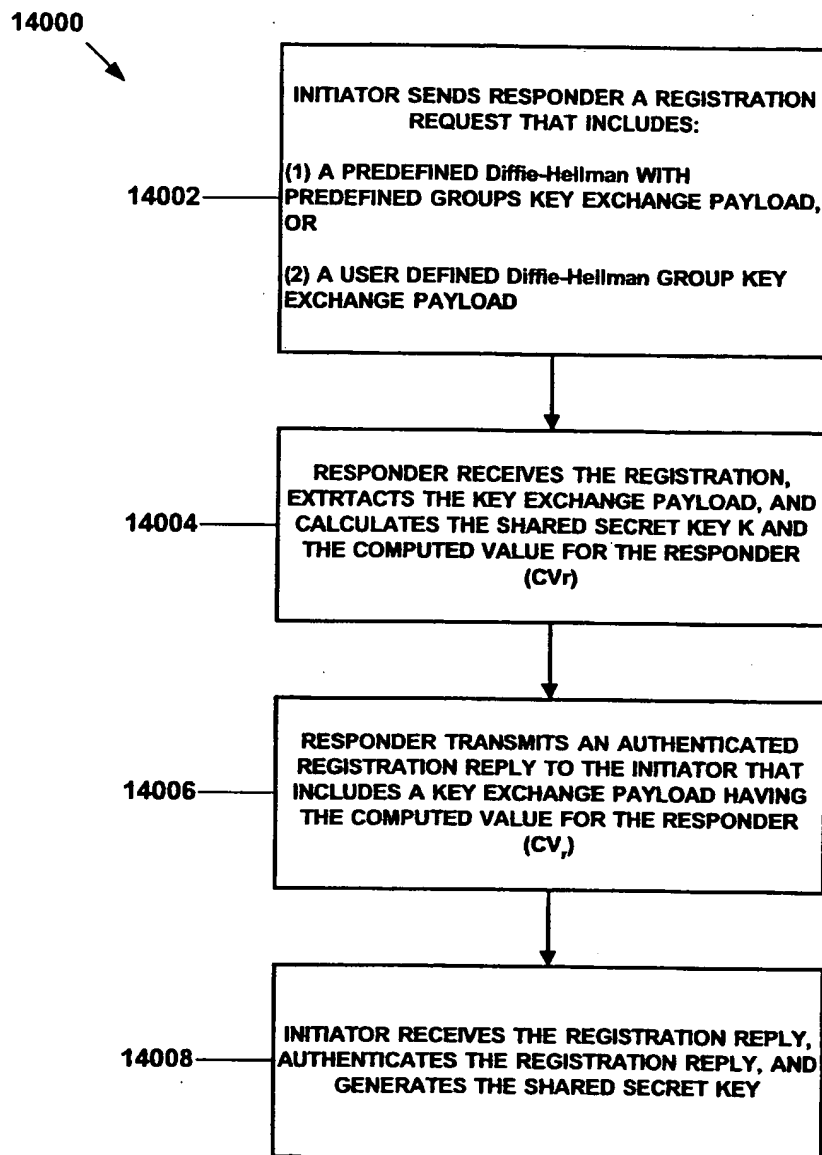 14000
INITIATOR SENDS RESPONDER A REGISTRATION
REQUEST THAT INCLUDES:
(1) A PREDEFINED Diffie-Hellman WITH
PREDEFINED GROUPS KEY EXCHANGE PAYLOAD,
OR
(2) A USER DEFINED Diffie-Hellman GROUP KEY
EXCHANGE PAYLOAD
14002
RESPONDER RECEIVES THE REGISTRATION,
EXTRTACTS THE KEY EXCHANGE PAYLOAD, AND
CALCULATES THE SHARED SECRET KEY K AND
THE COMPUTED VALUE FOR THE RESPONDER
(CVr)
14004
RESPONDER TRANSMITS AN AUTHENTICATED
REGISTRATION REPLY TO THE INITIATOR THAT
INCLUDES A KEY EXCHANGE PAYLOAD HAVING
THE COMPUTED VALUE FOR THE RESPONDER
(CVr)
14006
INITIATOR RECEIVES THE REGISTRATION REPLY,
AUTHENTICATES THE REGISTRATION REPLY, AND
GENERATES THE SHARED SECRET KEY
14008